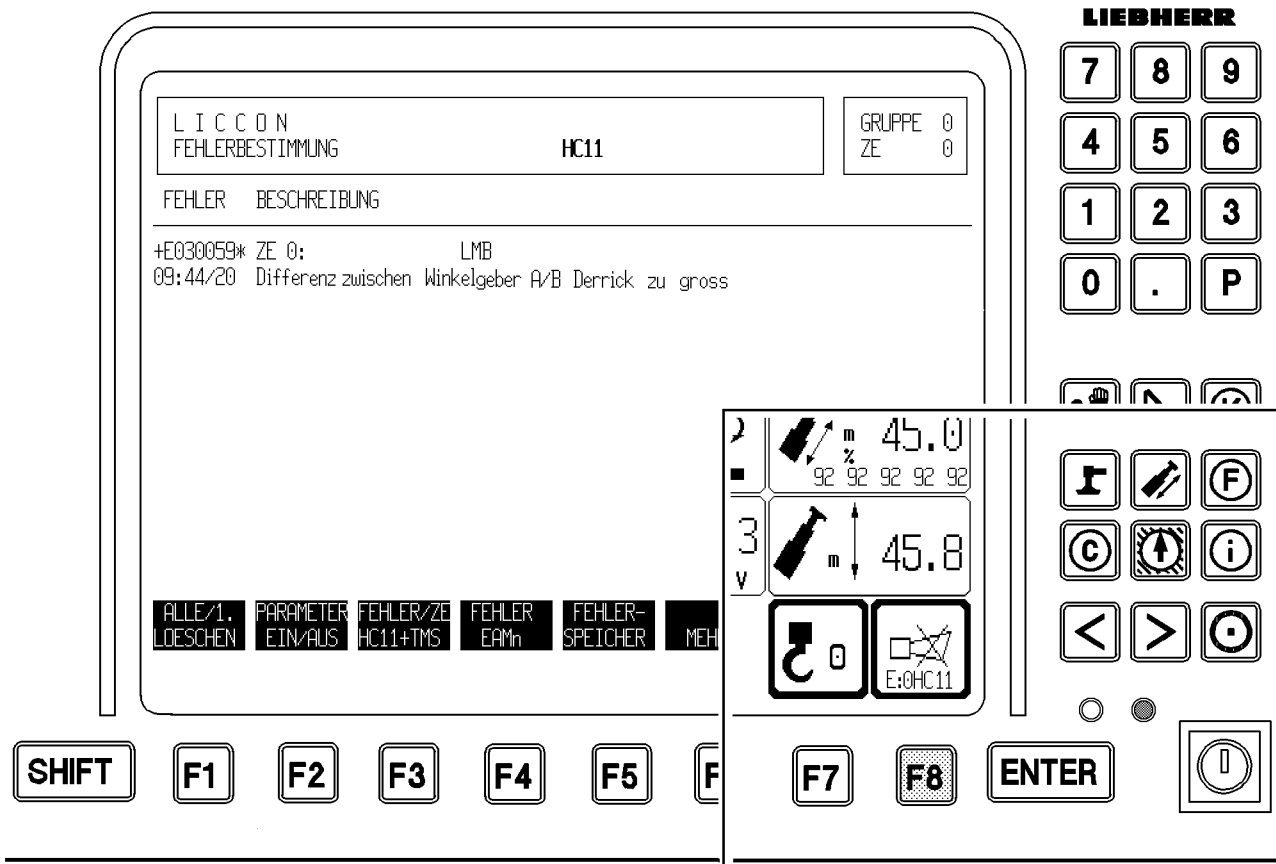 LIEBHERR
L I C C O N
FEHLERBESTIMMUNG HC11
GRUPPE 0
ZE 0
FEHLER BESCHREIBUNG
+E030059* ZE 0: LMB
09:44/20 Differenz zwischen Winkelgeber A/B Derrick zu gross
ALLE/1. PARAMETER FEHLER/ZE FEHLER FEHLER-
LOESCHEN EIN/AUS HC11+TMS EAMn SPEICHER MEH
m 45.0
%
92 92 92 92 92
3 m 45.8
V
0
E:0HC11
7 8 9
4 5 6
1 2 3
0 . P
F
C i
< >
SHIFT F1 F2 F3 F4 F5 F F7 F8 ENTER